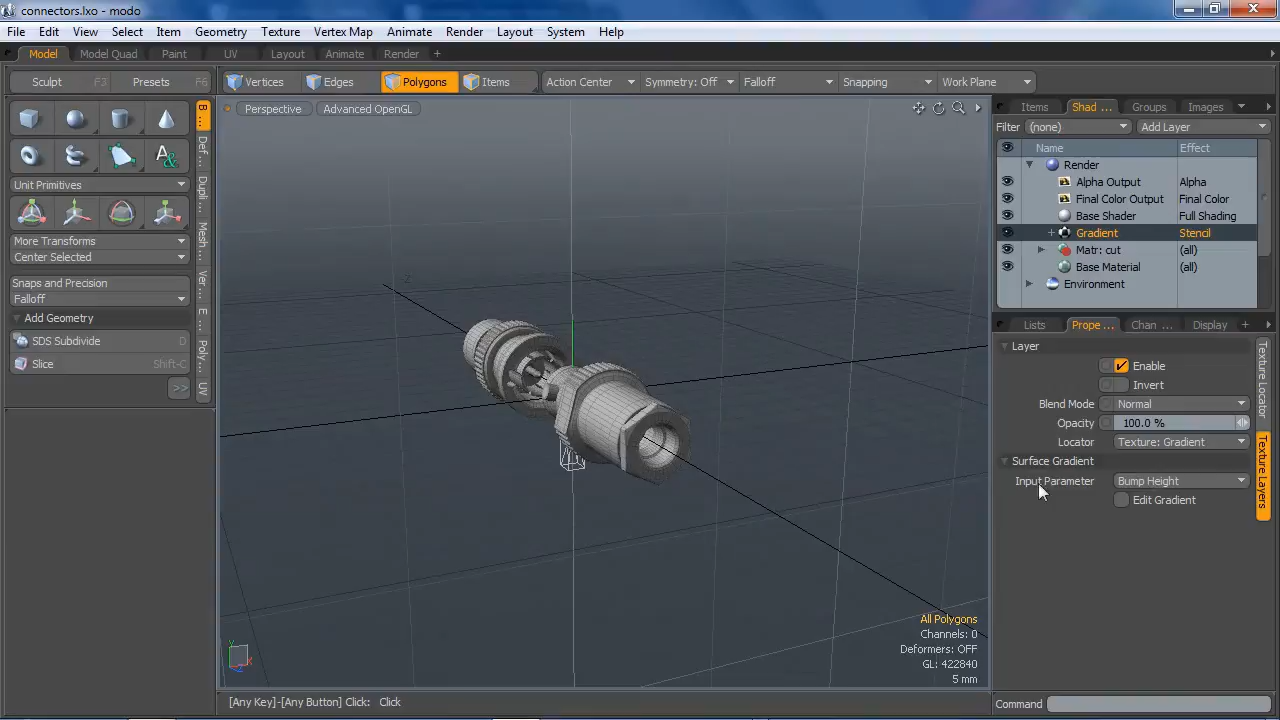 connectors.lxo - modo
File Edit View Select Item Geometry Texture Vertex Map Animate Render Layout System Help
Model Model Quad Paint UV Layout Animate Render +
Sculpt F3 Presets F6
Vertices Edges Polygons Items Action Center Symmetry: Off Falloff Snapping Work Plane
B ...
Def ...
Dupli ...
Mesh ...
Ver ...
E ...
Poly ...
UV
Unit Primitives
More Transforms
Center Selected
Snaps and Precision
Falloff
Add Geometry
SDS Subdivide D
Slice Shift-C
>>
Perspective Advanced OpenGL
-Z
All Polygons
Channels: 0
Deformers: OFF
GL: 422840
5 mm
Y
X
Z
[Any Key]-[Any Button] Click: Click
Items Shad ... Groups Images
Filter (none) Add Layer
Name Effect
Render
Alpha Output Alpha
Final Color Output Final Color
Base Shader Full Shading
+ Gradient Stencil
Matr: cut (all)
Base Material (all)
Environment
Lists Prope ... Chan ... Display +
Layer
Enable
Invert
Blend Mode Normal
Opacity 100.0 %
Locator Texture: Gradient
Surface Gradient
Input Parameter Bump Height
Edit Gradient
Texture Locator
Texture Layers
Command